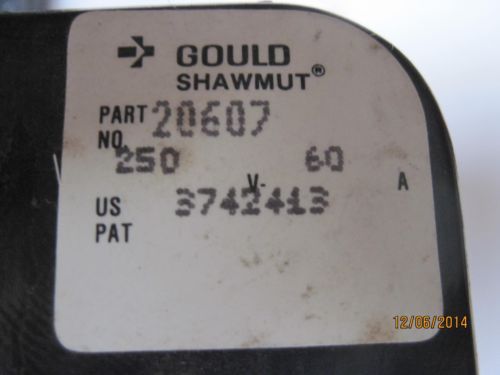 GOULD
SHAWMUT®
PART NO. 20607
250 V- 60 A
US PAT 3742413
12/06/2014